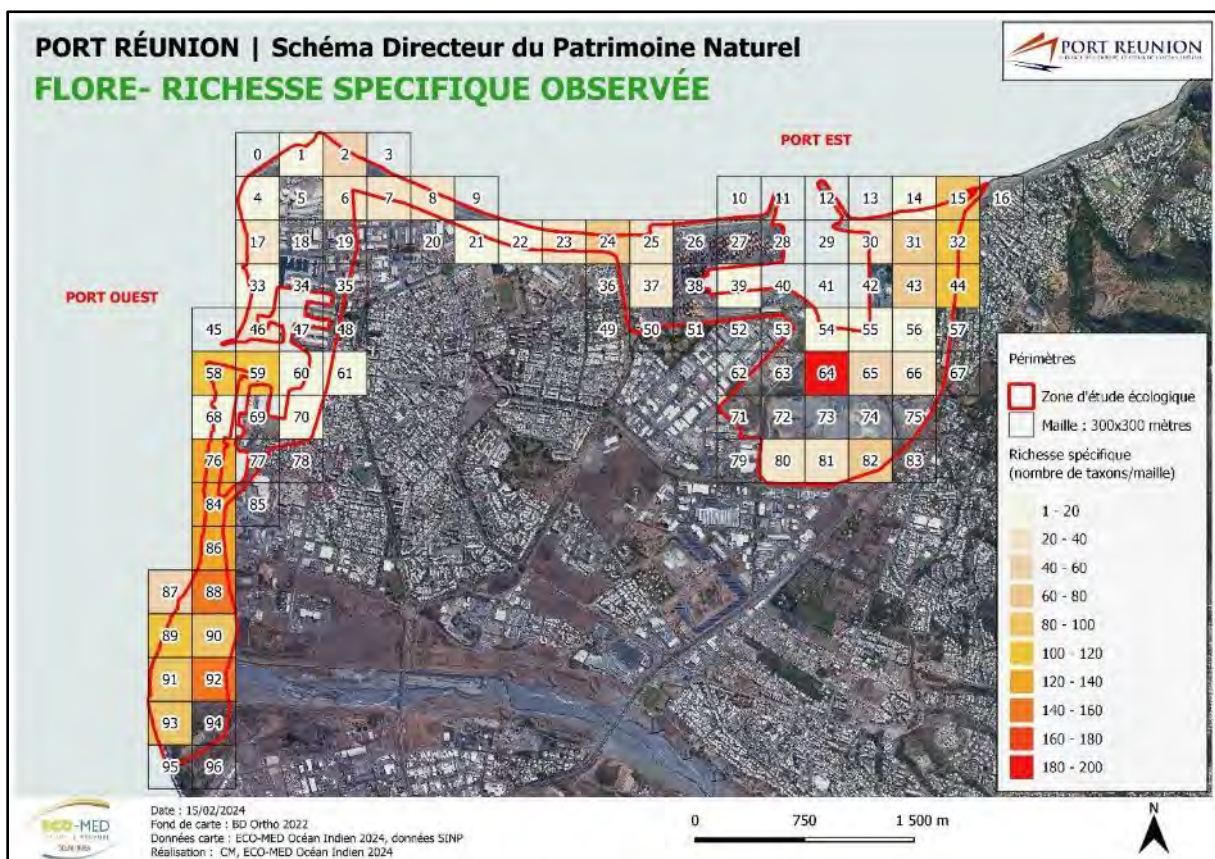 PORT RÉUNION | Schéma Directeur du Patrimoine Naturel
FLORE- RICHESSE SPECIFIQUE OBSERVÉE
PORT REUNION
PORT EST
0 1 2 3
4 5 6 7 8 9 10 11 12 13 14 15 16
17 18 19 20 21 22 23 24 25 26 27 28 29 30 31 32
33 34 35 36 37 38 39 40 41 42 43 44
PORT OUEST
45 46 47 48 49 50 51 52 53 54 55 56 57
58 59 60 61 62 63 64 65 66 67
68 69 70 71 72 73 74 75
76 77 78 79 80 81 82 83
84 85
86
87 88
89 90
91 92
93 94
95 96
Périmètres
Zone d'étude écologique
Maille : 300x300 mètres
Richesse spécifique
(nombre de taxons/maille)
1 - 20
20 - 40
40 - 60
60 - 80
80 - 100
100 - 120
120 - 140
140 - 160
160 - 180
180 - 200
ECO-MED
Date : 15/02/2024
Fond de carte : BD Ortho 2022
Données carte : ECO-MED Océan Indien 2024, données SINP
Réalisation : CM, ECO-MED Océan Indien 2024
0 750 1 500 m
N